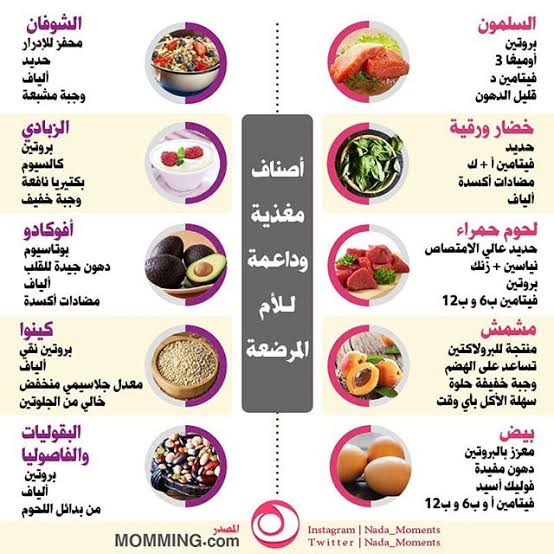 السلمون
بروتين
أوميغا 3
فيتامين د
قليل الدهون
الشوفان
محفز للإدرار
حديد
ألياف
وجبة مشبعة
خضار ورقية
حديد
فيتامين أ + ك
مضادات أكسدة
ألياف
الزبادي
بروتين
كالسيوم
بكتيريا نافعة
وجبة خفيف
أصناف
مغذية
وداعمة
للأم
المرضعة
لحوم حمراء
حديد عالي الامتصاص
نياسين + زنك
بروتين
فيتامين ب6 و ب12
أفوكادو
بوتاسيوم
دهون جيدة للقلب
ألياف
مضادات أكسدة
مشمش
منتجة للبرولاكتين
تساعد على الهضم
وجبة خفيفة حلوة
سهلة الأكل بأي وقت
كينوا
بروتين نقي
ألياف
معدل جلاسيمي منخفض
خالي من الجلوتين
بيض
معزز بالبروتين
دهون مفيدة
فوليك أسيد
فيتامين أ و ب6 و ب12
البقوليات
والفاصوليا
بروتين
ألياف
من بدائل اللحوم
Instagram | Nada_Moments
Twitter | Nada_Moments
المصدر
MOMMING.com